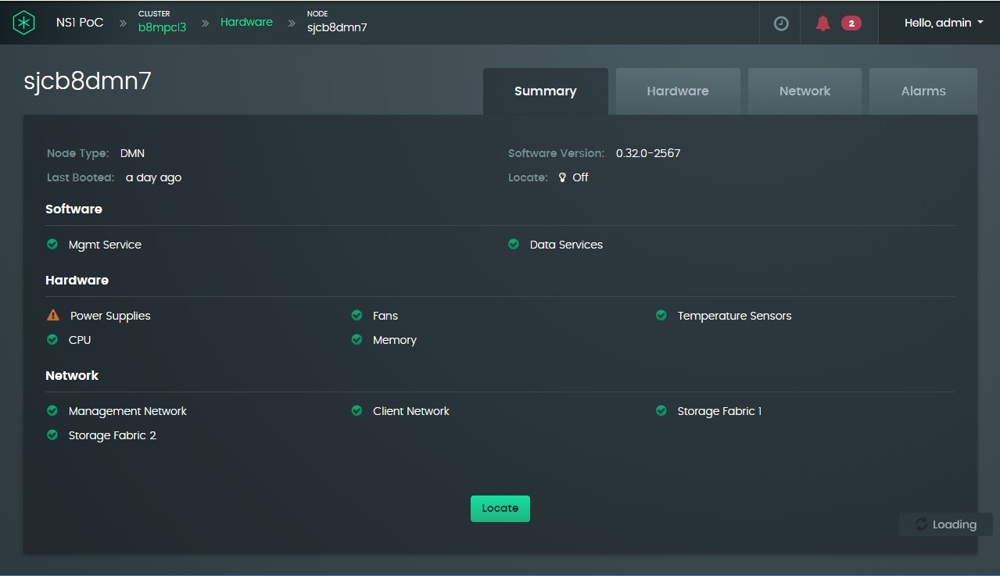 NS1 PoC » CLUSTER b8mpcl3 » Hardware » NODE sjcb8dmn7 2 Hello, admin
sjcb8dmn7
Summary Hardware Network Alarms
Node Type: DMN Software Version: 0.32.0-2567
Last Booted: a day ago Locate: Off
Software
Mgmt Service Data Services
Hardware
Power Supplies Fans Temperature Sensors
CPU Memory
Network
Management Network Client Network Storage Fabric 1
Storage Fabric 2
Locate
Loading